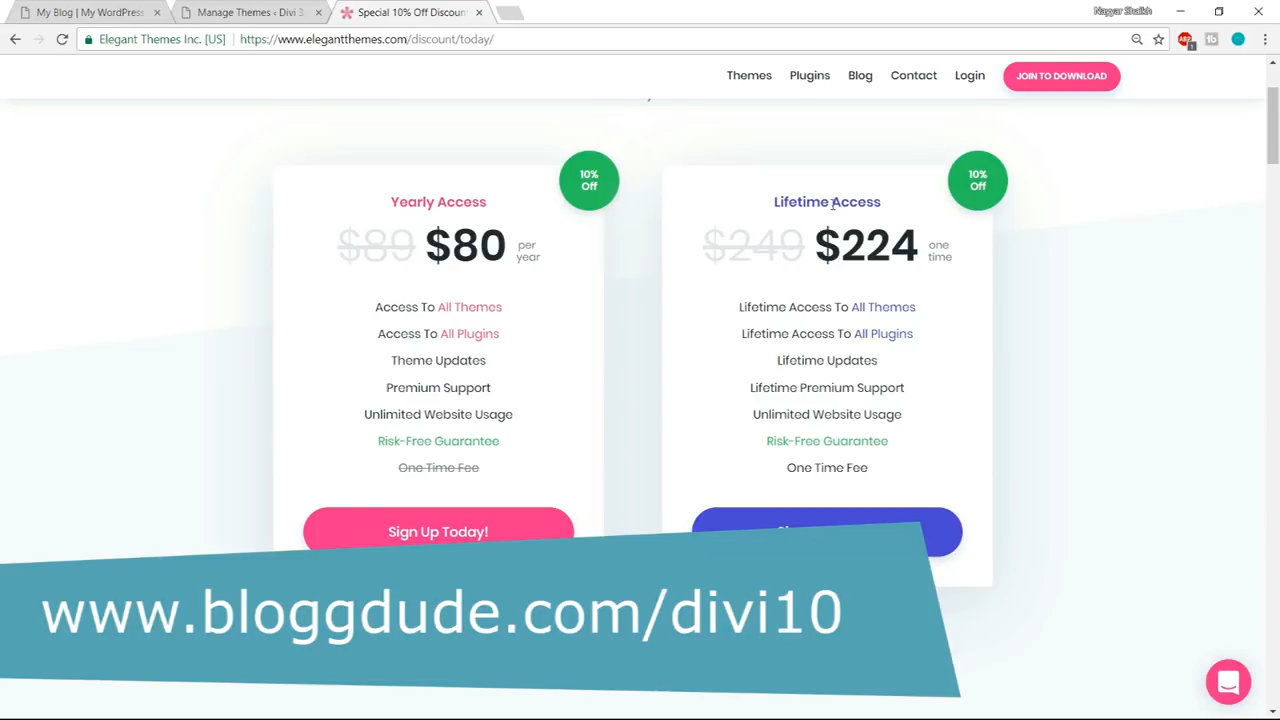 My Blog | My WordPress
Manage Themes ‹ Divi 3
Special 10% Off Discoun
Nayyar Shaikh
Elegant Themes Inc. [US]
https://www.elegantthemes.com/discount/today/
Themes
Plugins
Blog
Contact
Login
JOIN TO DOWNLOAD
10%
Off
Yearly Access
$89 $80 per
year
Access To All Themes
Access To All Plugins
Theme Updates
Premium Support
Unlimited Website Usage
Risk-Free Guarantee
One Time Fee
Sign Up Today!
10%
Off
Lifetime Access
$249 $224 one
time
Lifetime Access To All Themes
Lifetime Access To All Plugins
Lifetime Updates
Lifetime Premium Support
Unlimited Website Usage
Risk-Free Guarantee
One Time Fee
www.bloggdude.com/divi10